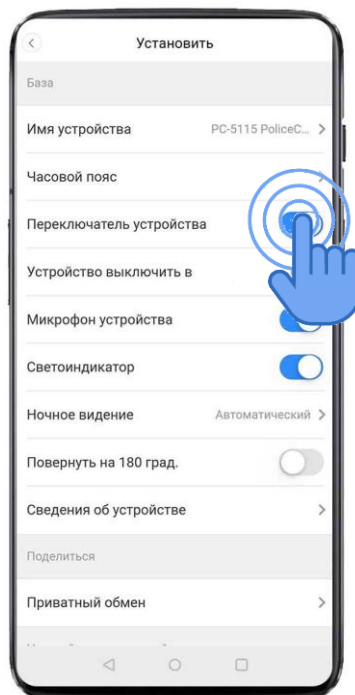 Установить
База
Имя устройства PC-5115 PoliceC...
Часовой пояс
Переключатель устройства
Устройство выключить в
Микрофон устройства
Светоиндикатор
Ночное видение Автоматический
Повернуть на 180 град.
Сведения об устройстве
Поделиться
Приватный обмен